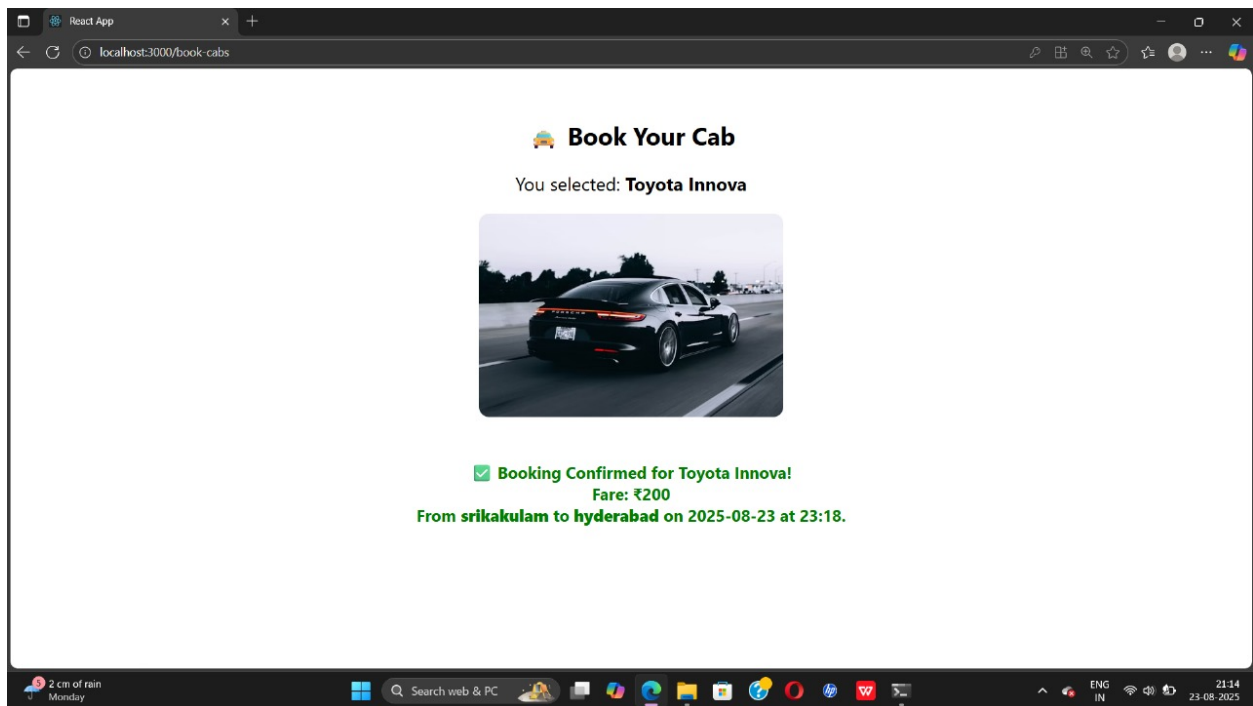 React App
localhost:3000/book-cabs
Book Your Cab
You selected: Toyota Innova
PORSCHE
Booking Confirmed for Toyota Innova!
Fare: ₹200
From srikakulam to hyderabad on 2025-08-23 at 23:18.
5
2 cm of rain
Monday
Search web & PC
ENG
IN
21:14
23-08-2025